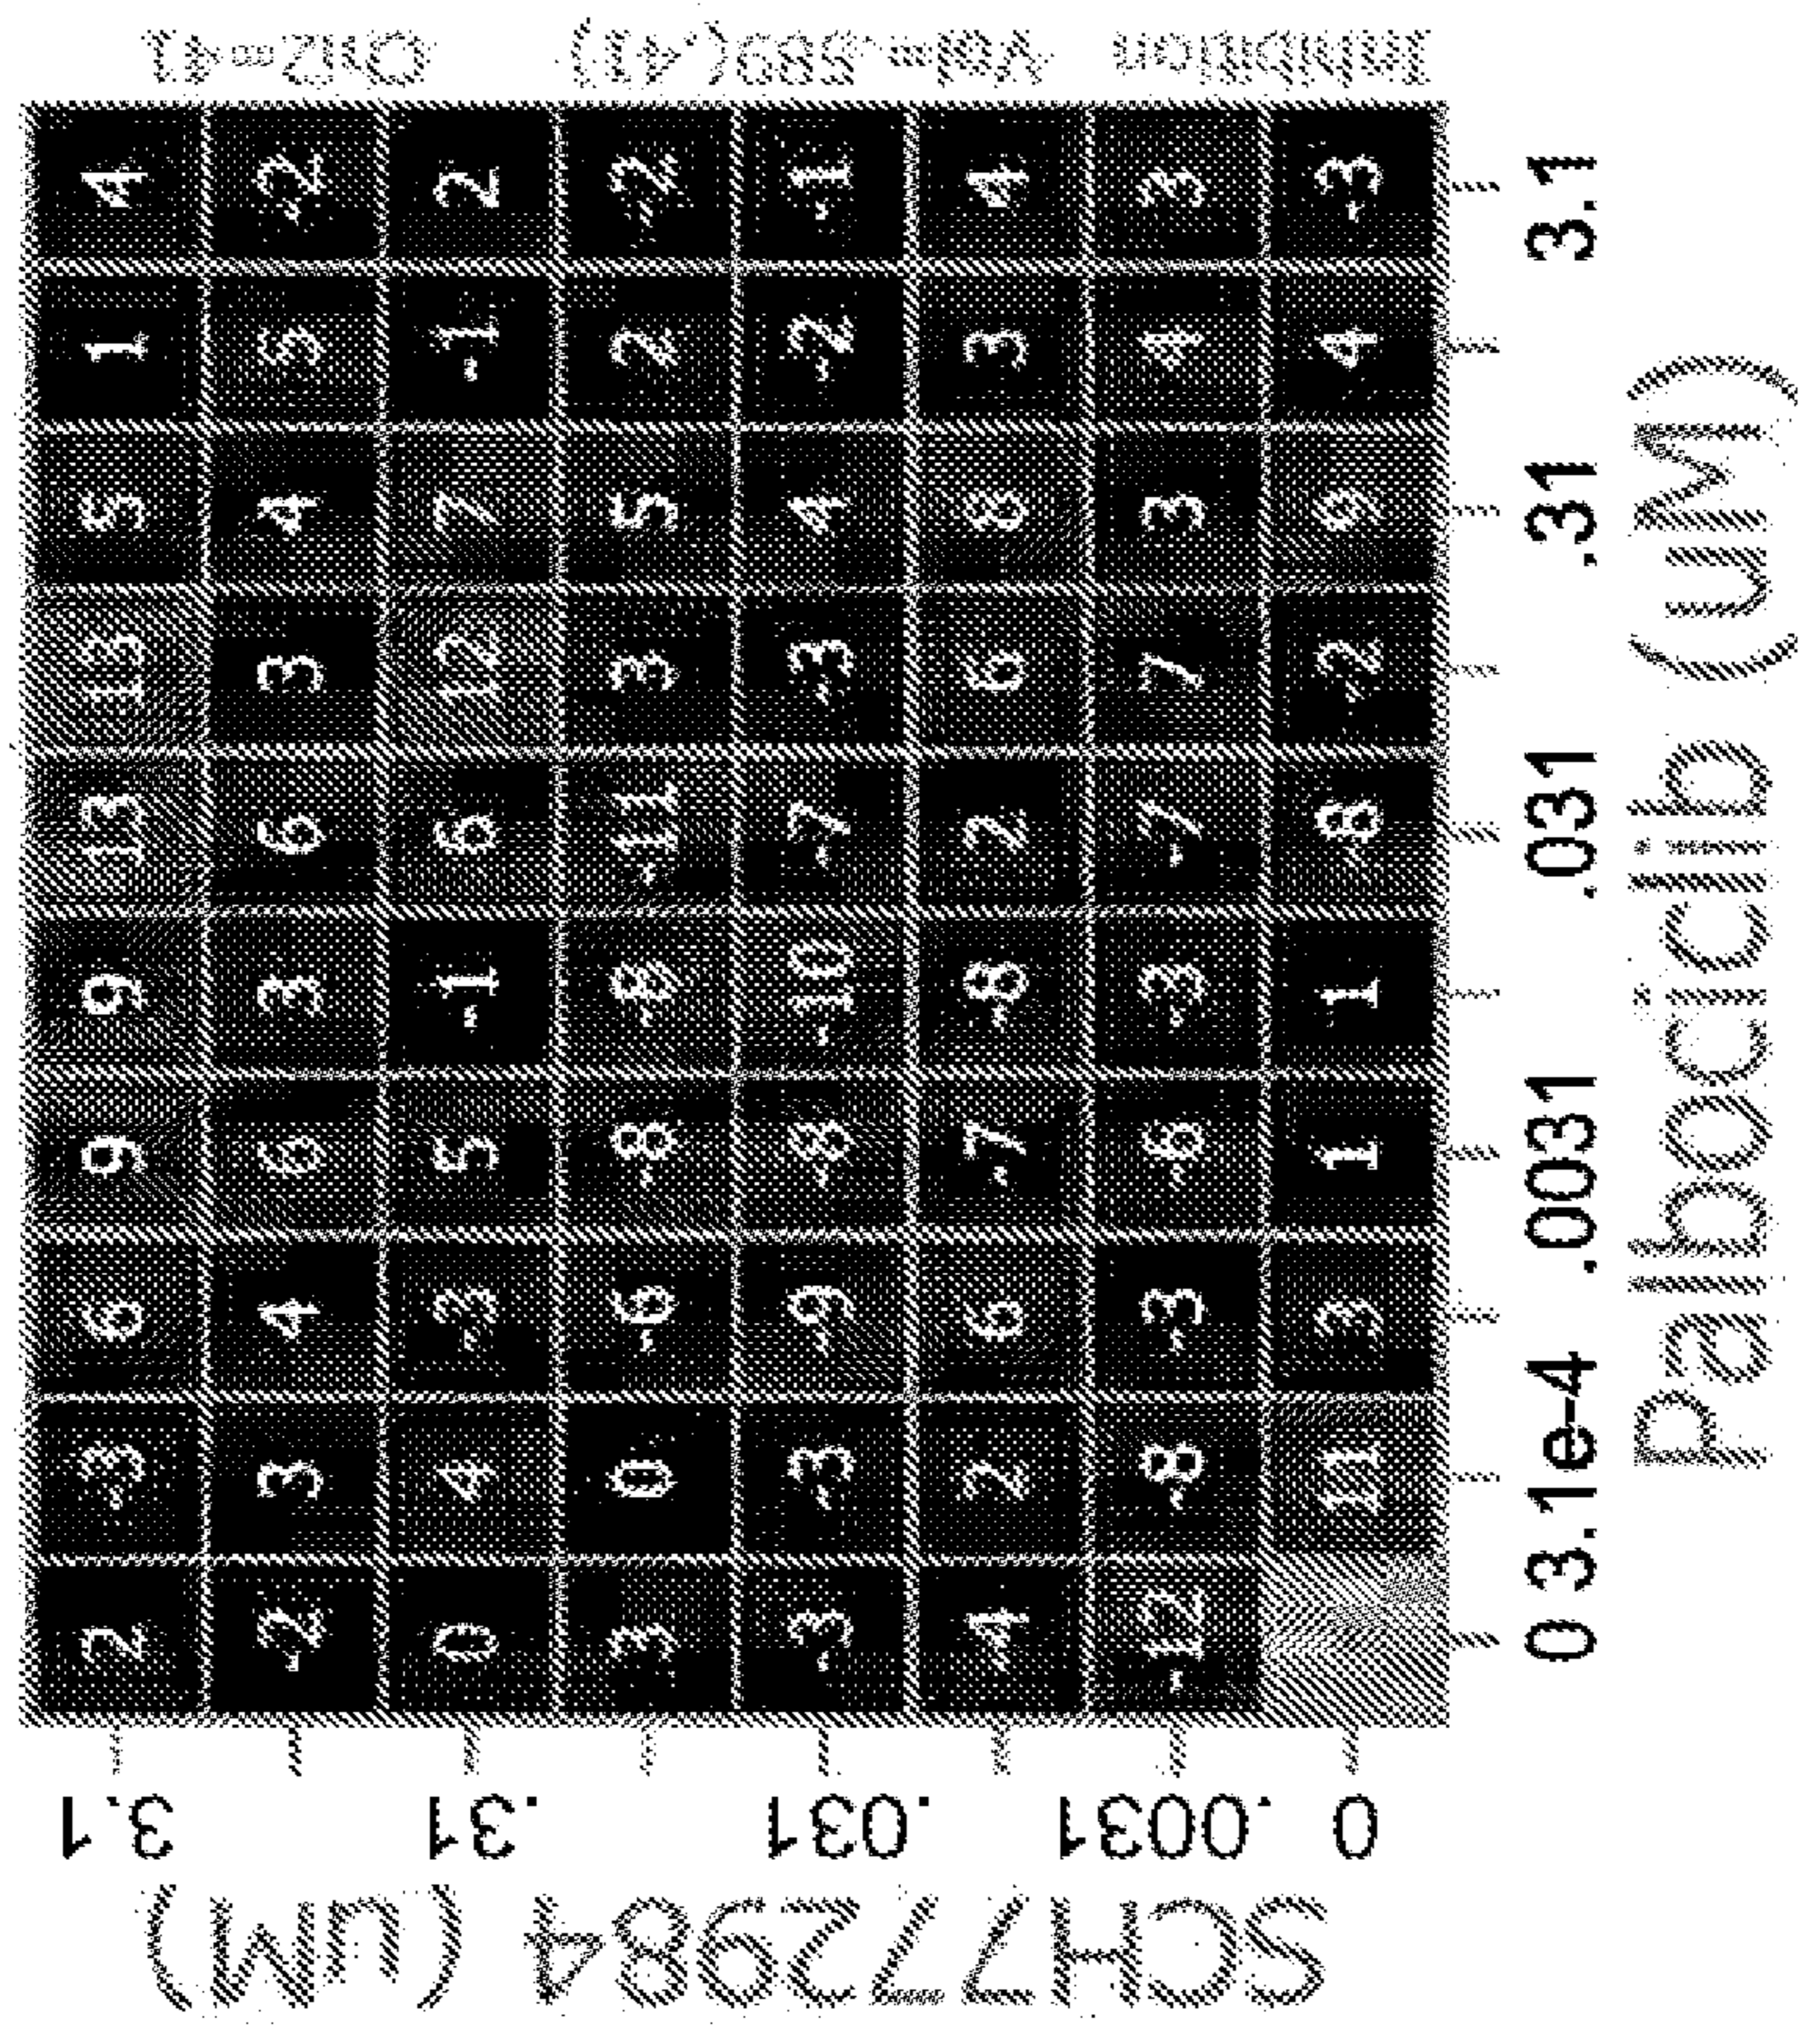 SCH772984 (uM)
3.1
.31
.031
.0031
0
2 -3 6 9 9 13 13 5 1 4
-2 3 4 6 3 6 3 4 5 -2
0 4 -3 5 -1 6 12 7 -1 2
3 0 -6 -8 -8 -11 3 5 2 -2
-3 -3 -9 -8 -10 -7 -3 4 -2 -1
-4 2 6 -7 -8 2 6 8 3 4
-12 -8 -3 -6 -3 -7 7 3 4 3
11 3 1 1 -8 -2 9 4 -3
0 3.1e-4 .0031 .031 .31 3.1
Palbociclib (uM)
Inhibition Vol=-.589(.41)